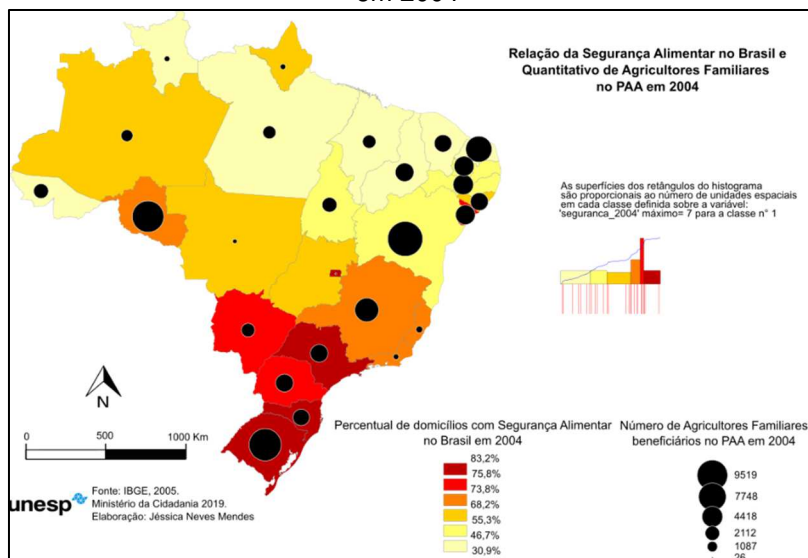 em 2004
Relação da Segurança Alimentar no Brasil e
Quantitativo de Agricultores Familiares
no PAA em 2004
As superfícies dos retângulos do histograma
são proporcionais ao número de unidades espaciais
em cada classe definida sobre a variável:
'seguranca_2004' máximo= 7 para a classe n° 1
N
0 500 1000 Km
unesp
Fonte: IBGE, 2005.
Ministério da Cidadania 2019.
Elaboração: Jéssica Neves Mendes
Percentual de domicílios com Segurança Alimentar
no Brasil em 2004
83,2%
75,8%
73,8%
68,2%
55,3%
46,7%
30,9%
Número de Agricultores Familiares
beneficiários no PAA em 2004
9519
7748
4418
2112
1087
26